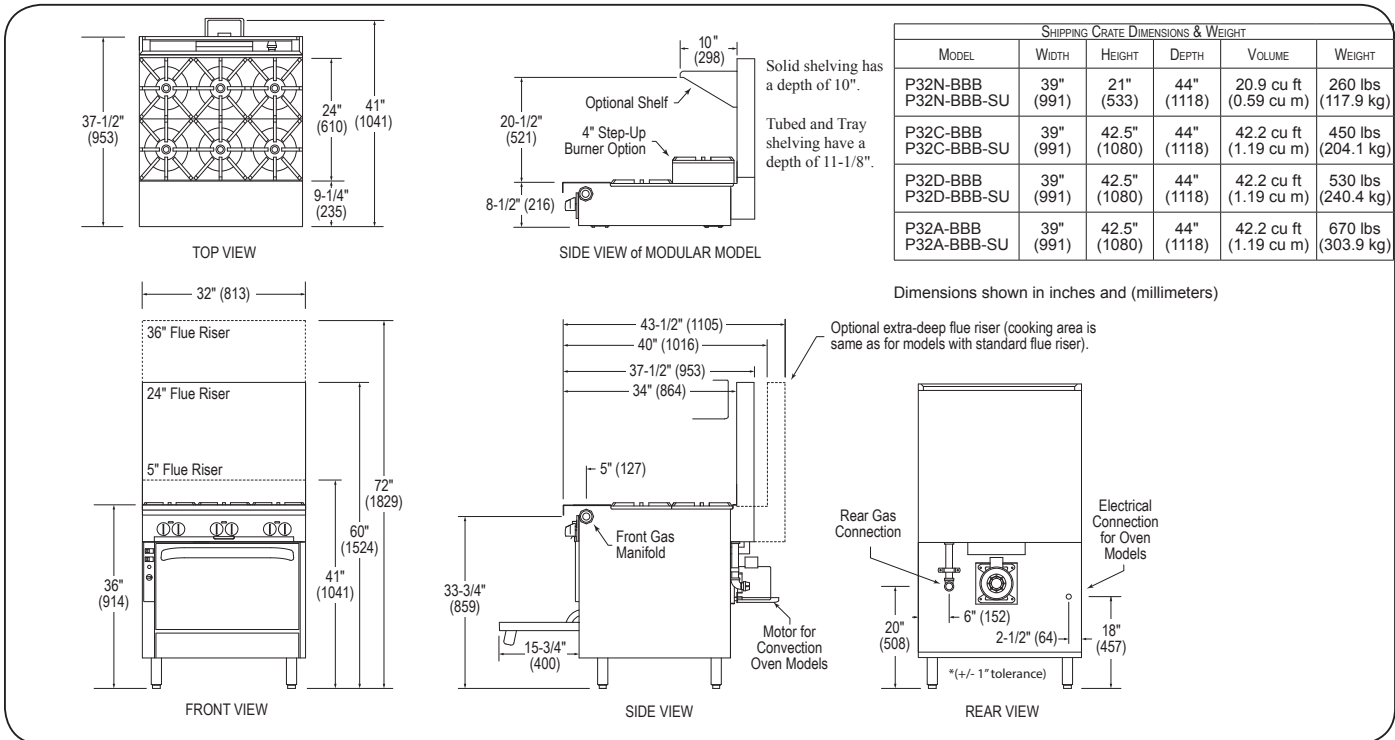 37-1/2"
(953)
24"
(610)
41"
(1041)
9-1/4"
(235)
TOP VIEW
10"
(298)
Optional Shelf
20-1/2"
(521)
4" Step-Up
Burner Option
8-1/2" (216)
SIDE VIEW of MODULAR MODEL
Solid shelving has
a depth of 10".
Tubed and Tray
shelving have a
depth of 11-1/8".
SHIPPING CRATE DIMENSIONS & WEIGHT
MODEL WIDTH HEIGHT DEPTH VOLUME WEIGHT
P32N-BBB 39" 21" 44" 20.9 cu ft 260 lbs
P32N-BBB-SU (991) (533) (1118) (0.59 cu m) (117.9 kg)
P32C-BBB 39" 42.5" 44" 42.2 cu ft 450 lbs
P32C-BBB-SU (991) (1080) (1118) (1.19 cu m) (204.1 kg)
P32D-BBB 39" 42.5" 44" 42.2 cu ft 530 lbs
P32D-BBB-SU (991) (1080) (1118) (1.19 cu m) (240.4 kg)
P32A-BBB 39" 42.5" 44" 42.2 cu ft 670 lbs
P32A-BBB-SU (991) (1080) (1118) (1.19 cu m) (303.9 kg)
Dimensions shown in inches and (millimeters)
32" (813)
36" Flue Riser
24" Flue Riser
5" Flue Riser
72"
(1829)
60"
(1524)
41"
(1041)
36"
(914)
FRONT VIEW
43-1/2" (1105)
40" (1016)
37-1/2" (953)
34" (864)
Optional extra-deep flue riser (cooking area is
same as for models with standard flue riser).
5" (127)
Front Gas
Manifold
33-3/4"
(859)
15-3/4"
(400)
Motor for
Convection
Oven Models
SIDE VIEW
Rear Gas
Connection
Electrical
Connection
for Oven
Models
6" (152)
20"
(508)
2-1/2" (64)
18"
(457)
*(+/- 1" tolerance)
REAR VIEW